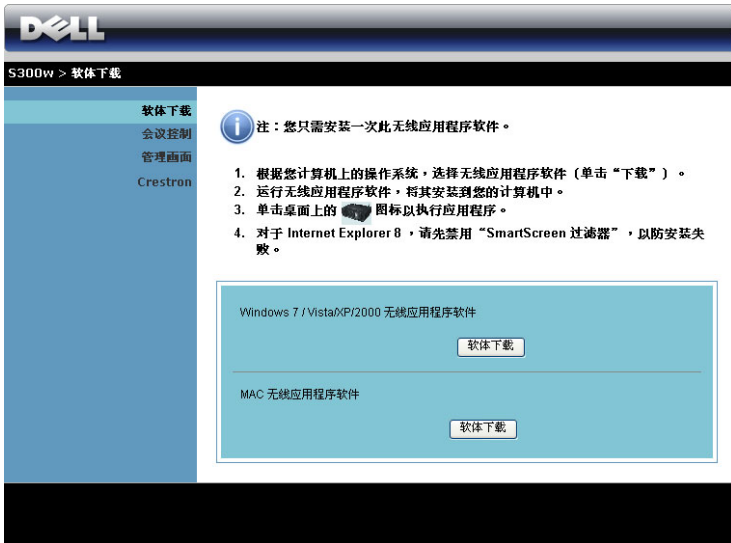 DELL
S300w > 软体下载
软体下载
会议控制
管理画面
Crestron
注：您只需安装一次此无线应用程序软件。
1. 根据您计算机上的操作系统，选择无线应用程序软件（单击“下载”）。
2. 运行无线应用程序软件，将其安装到您的计算机中。
3. 单击桌面上的 图标以执行应用程序。
4. 对于 Internet Explorer 8 ，请先禁用“SmartScreen 过滤器”，以防安装失
败。
Windows 7 / Vista/XP/2000 无线应用程序软件
软体下载
MAC 无线应用程序软件
软体下载